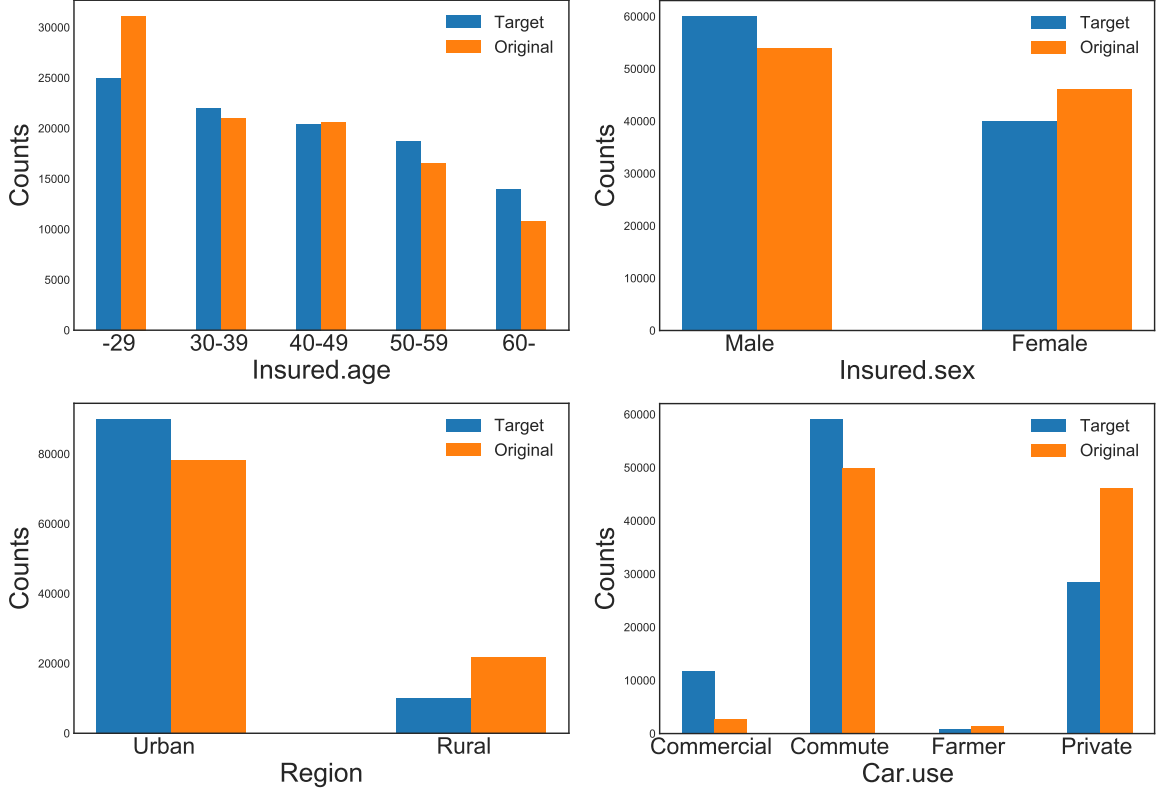 30000
25000
20000
15000
10000
5000
0
Counts
Target
Original
-29 30-39 40-49 50-59 60-
Insured.age
60000
50000
40000
30000
20000
10000
0
Counts
Target
Original
Male Female
Insured.sex
80000
60000
40000
20000
0
Counts
Target
Original
Urban Rural
Region
60000
50000
40000
30000
20000
10000
0
Counts
Target
Original
Commercial Commute Farmer Private
Car.use